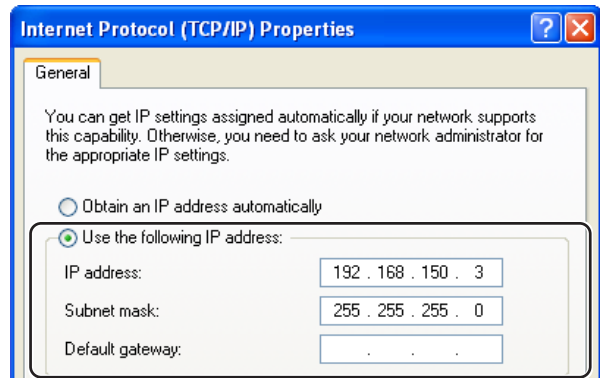 Internet Protocol (TCP/IP) Properties
General
You can get IP settings assigned automatically if your network supports
this capability. Otherwise, you need to ask your network administrator for
the appropriate IP settings.
Obtain an IP address automatically
Use the following IP address:
IP address: 192 . 168 . 150 . 3
Subnet mask: 255 . 255 . 255 . 0
Default gateway: . . .